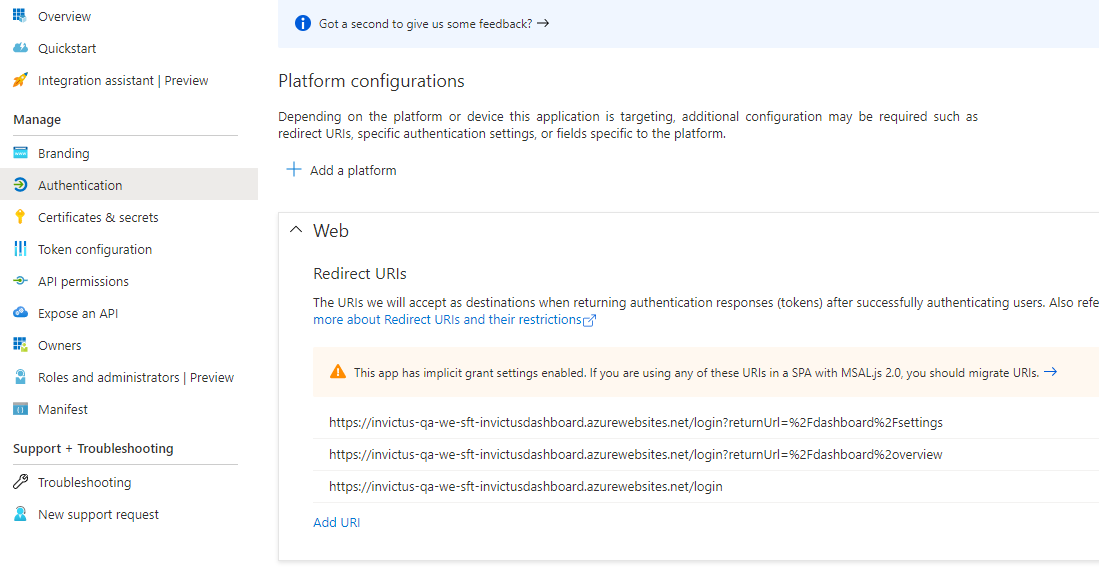 Overview
Quickstart
Integration assistant | Preview
Manage
Branding
Authentication
Certificates & secrets
Token configuration
API permissions
Expose an API
Owners
Roles and administrators | Preview
Manifest
Support + Troubleshooting
Troubleshooting
New support request
Got a second to give us some feedback? →
Platform configurations
Depending on the platform or device this application is targeting, additional configuration may be required such as
redirect URIs, specific authentication settings, or fields specific to the platform.
+ Add a platform
Web
Redirect URIs
The URIs we will accept as destinations when returning authentication responses (tokens) after successfully authenticating users. Also refe
more about Redirect URIs and their restrictions
This app has implicit grant settings enabled. If you are using any of these URIs in a SPA with MSAL.js 2.0, you should migrate URIs. →
https://invictus-qa-we-sft-invictusdashboard.azurewebsites.net/login?returnUrl=%2Fdashboard%2Fsettings
https://invictus-qa-we-sft-invictusdashboard.azurewebsites.net/login?returnUrl=%2Fdashboard%2overview
https://invictus-qa-we-sft-invictusdashboard.azurewebsites.net/login
Add URI